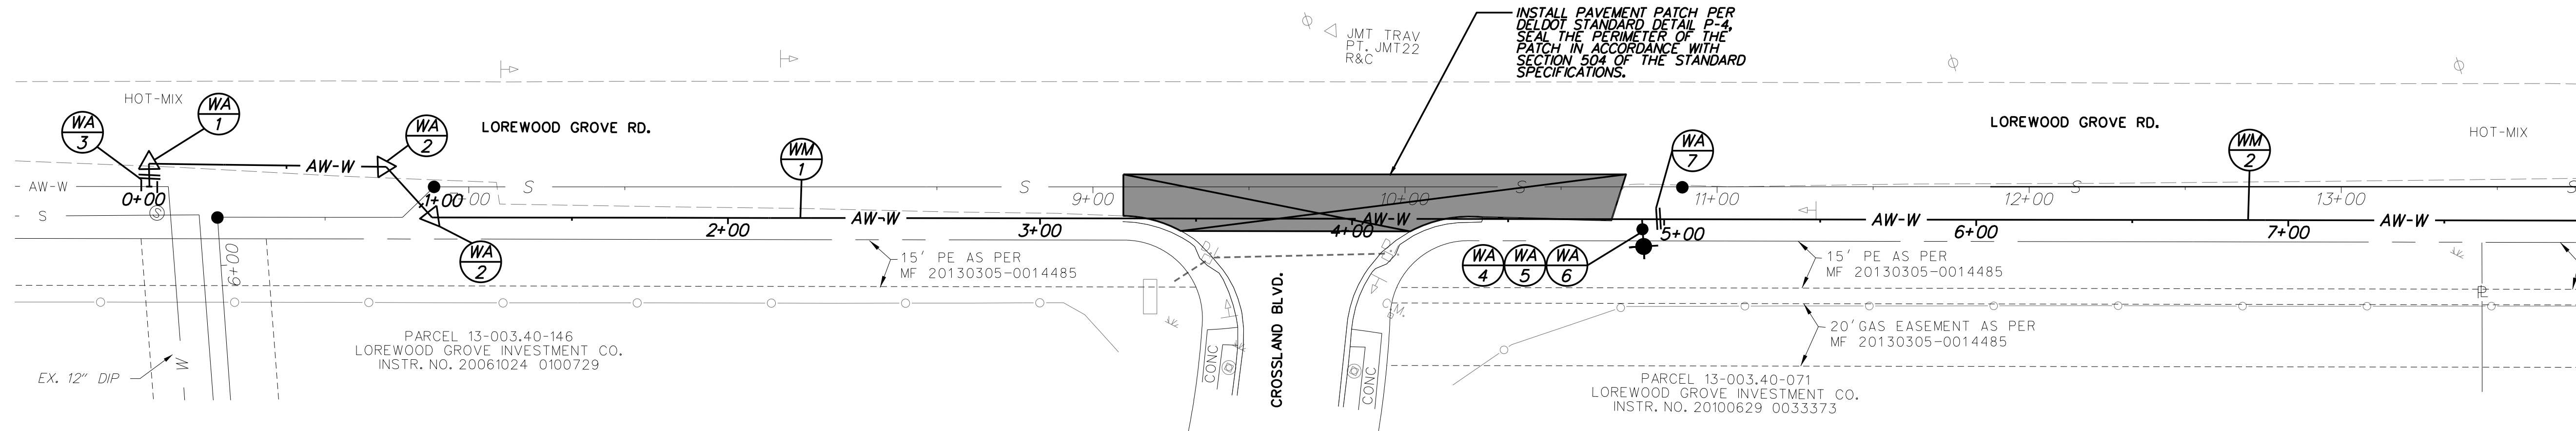 INSTALL PAVEMENT PATCH PER
DELDOT STANDARD DETAIL P-4,
SEAL THE PERIMETER OF THE
PATCH IN ACCORDANCE WITH
SECTION 504 OF THE STANDARD
SPECIFICATIONS.
JMT TRAV
PT. JMT22
R&C
HOT-MIX
WA
1
WA
3
WA
2
LOREWOOD GROVE RD.
WM
1
WA
7
LOREWOOD GROVE RD.
HOT-MIX
WM
2
AW-W
AW-W
0+00
S
S
1+00
S
S
9+00
10+00
S
11+00
12+00
S
13+00
S
S
AW-W
AW-W
AW-W
AW-W
2+00
3+00
4+00
5+00
6+00
7+00
WA
2
6+00
15' PE AS PER
MF 20130305-0014485
WA
4
WA
5
WA
6
15' PE AS PER
MF 20130305-0014485
PL
20' GAS EASEMENT AS PER
MF 20130305-0014485
PARCEL 13-003.40-146
LOREWOOD GROVE INVESTMENT CO.
INSTR. NO. 20061024 0100729
W
EX. 12" DIP
CONC
CROSSLAND BLVD.
CONC
PARCEL 13-003.40-071
LOREWOOD GROVE INVESTMENT CO.
INSTR. NO. 20100629 0033373